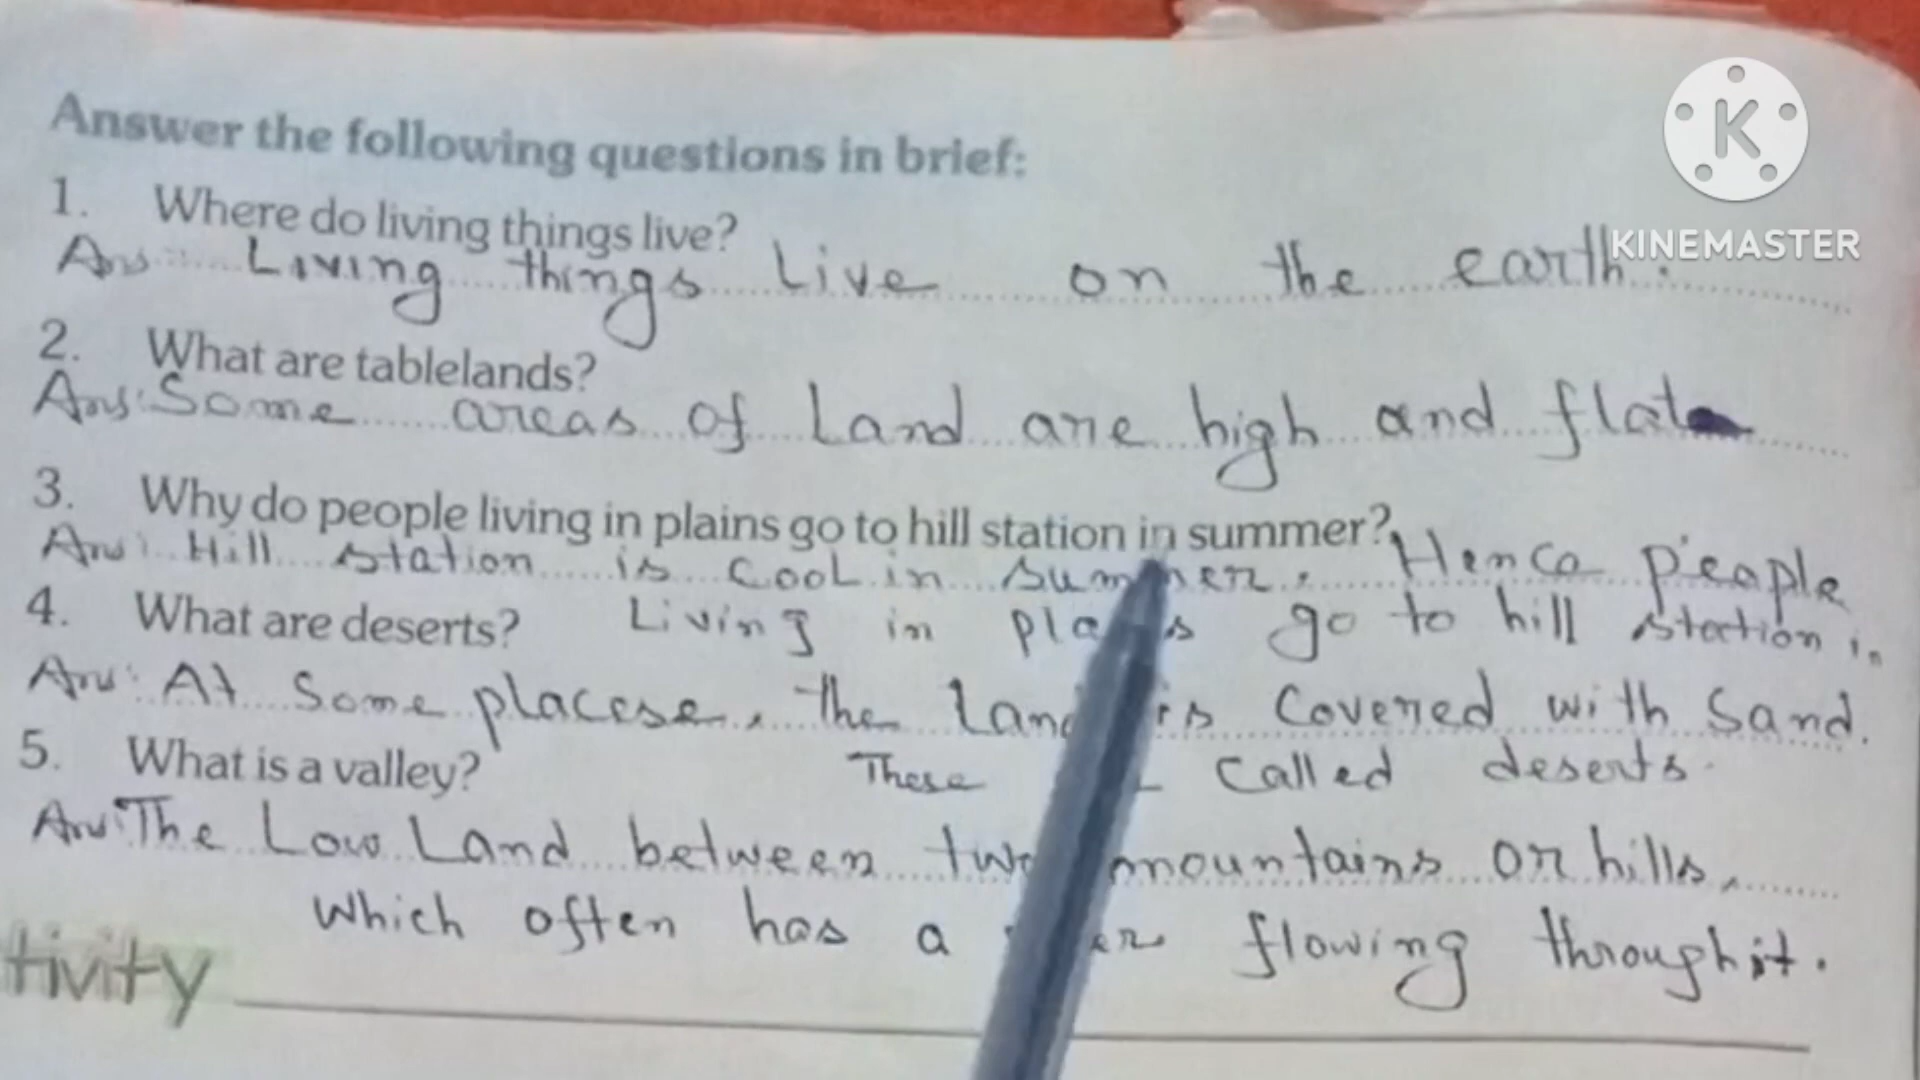 KINEMASTER
Answer the following questions in brief:
1. Where do living things live?
Ans: Living things Live on the earth.
2. What are tablelands?
Ans: Some areas of Land are high and flat
3. Why do people living in plains go to hill station in summer?
Ans: Hill station is cool in summer. Hence people
Living in go to hill station in
4. What are deserts?
Ans: At Some placese, the Land is Covered with Sand.
These called deserts.
5. What is a valley?
Ans: The Low Land between two mountains or hills,
which often has a flowing through it.
tivity